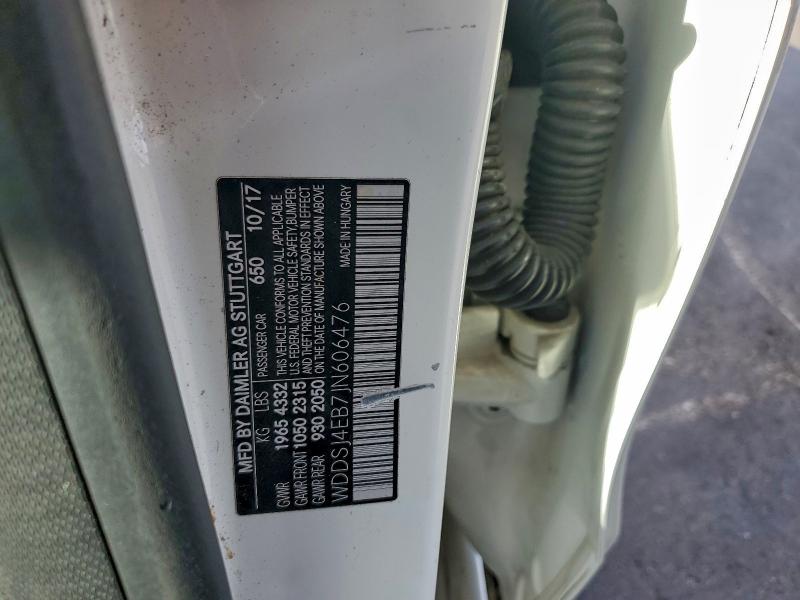 MFD BY DAIMLER AG STUTTGART
KG LBS PASSENGER CAR 650 10/17
GVWR 1965 4332 THIS VEHICLE CONFORMS TO ALL APPLICABLE
GAWR FRONT 1050 2315 U.S. FEDERAL MOTOR VEHICLE SAFETY, BUMPER
AND THEFT PREVENTION STANDARDS IN EFFECT
GAWR REAR 930 2050 ON THE DATE OF MANUFACTURE SHOWN ABOVE
WDDSJ4EB7JN606476 MADE IN HUNGARY